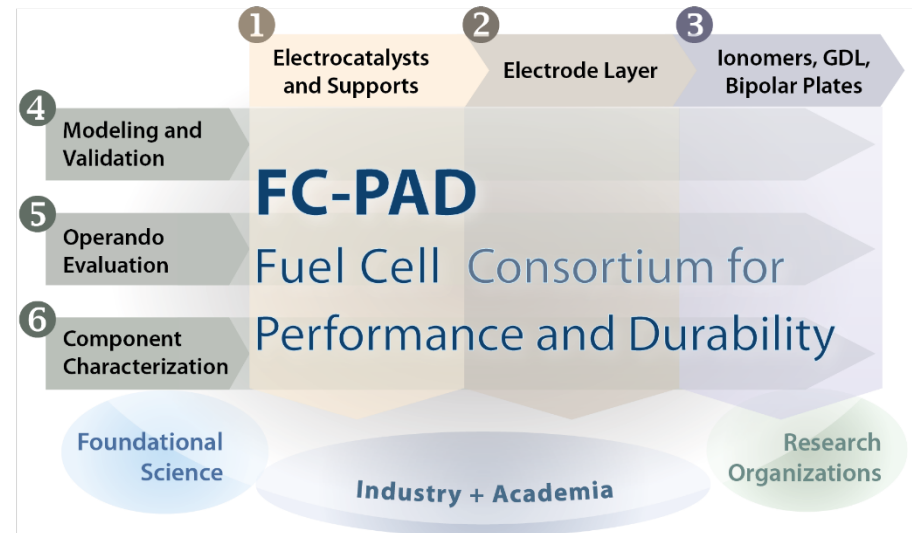 1
Electrocatalysts
and Supports
2
Electrode Layer
3
Ionomers, GDL,
Bipolar Plates
4
Modeling and
Validation
5
Operando
Evaluation
6
Component
Characterization
FC-PAD
Fuel Cell Consortium for
Performance and Durability
Foundational
Science
Industry + Academia
Research
Organizations